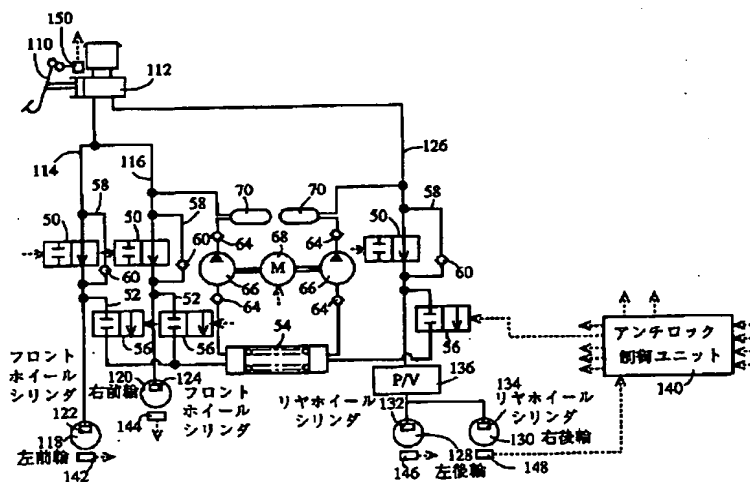 150
110
112
114
116
126
58
58
58
70
70
50
50
50
64
64
60
60
60
68
M
66
66
64
64
52
52
54
56
56
56
アンチロック
制御ユニット
140
フロント
ホイール
シリンダ
120
右前輪
124
フロント
ホイール
シリンダ
144
122
118
左前輪
142
P/V
136
リヤホイール
シリンダ
132
134
リヤホイール
シリンダ
130 右後輪
128
左後輪
146
148